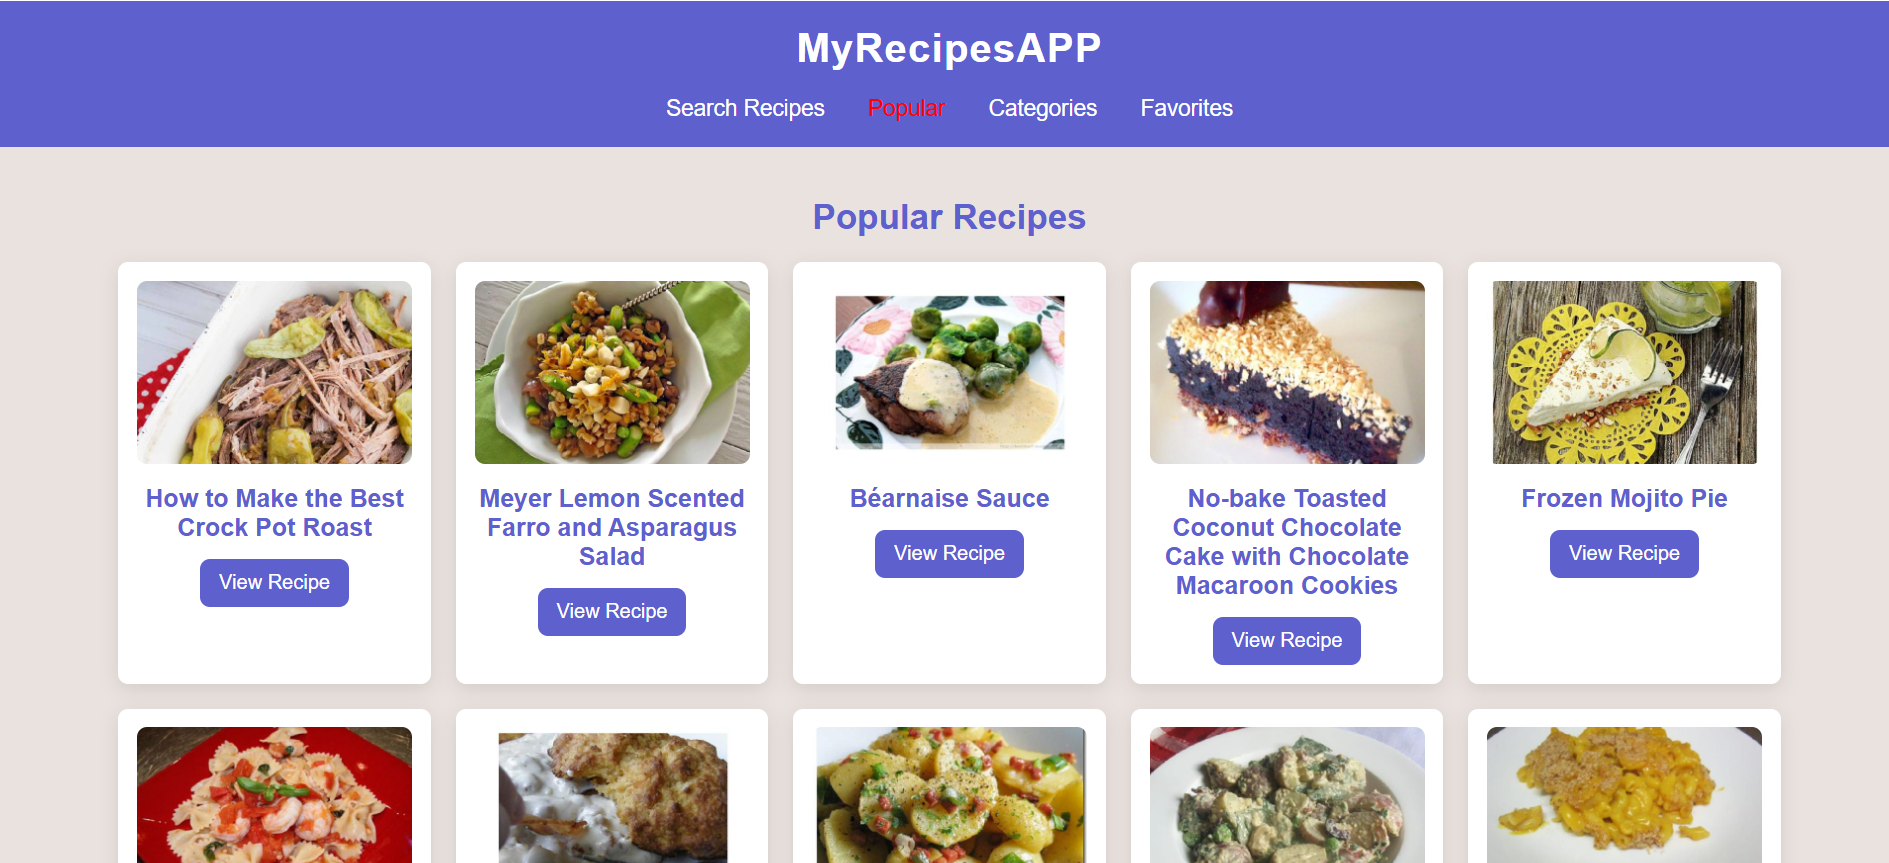 MyRecipesAPP
Search Recipes Popular Categories Favorites
Popular Recipes
How to Make the Best
Crock Pot Roast
View Recipe
Meyer Lemon Scented
Farro and Asparagus
Salad
View Recipe
Béarnaise Sauce
View Recipe
No-bake Toasted
Coconut Chocolate
Cake with Chocolate
Macaroon Cookies
View Recipe
Frozen Mojito Pie
View Recipe